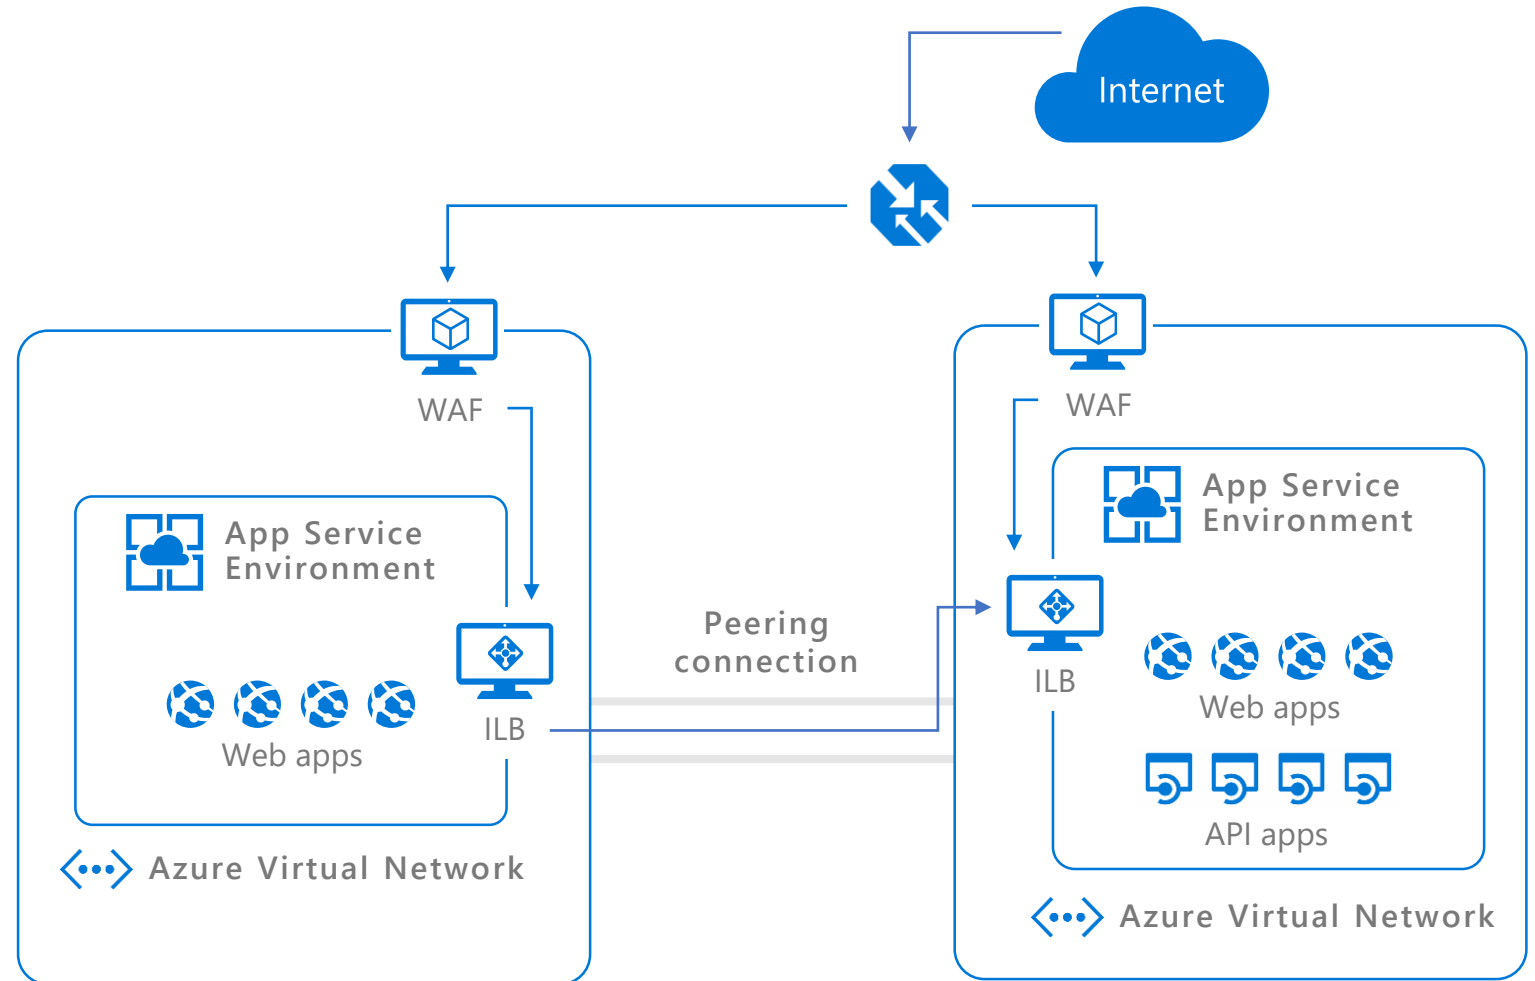 Internet
WAF
App Service
Environment
Web apps
ILB
Azure Virtual Network
Peering
connection
WAF
App Service
Environment
ILB
Web apps
API apps
Azure Virtual Network